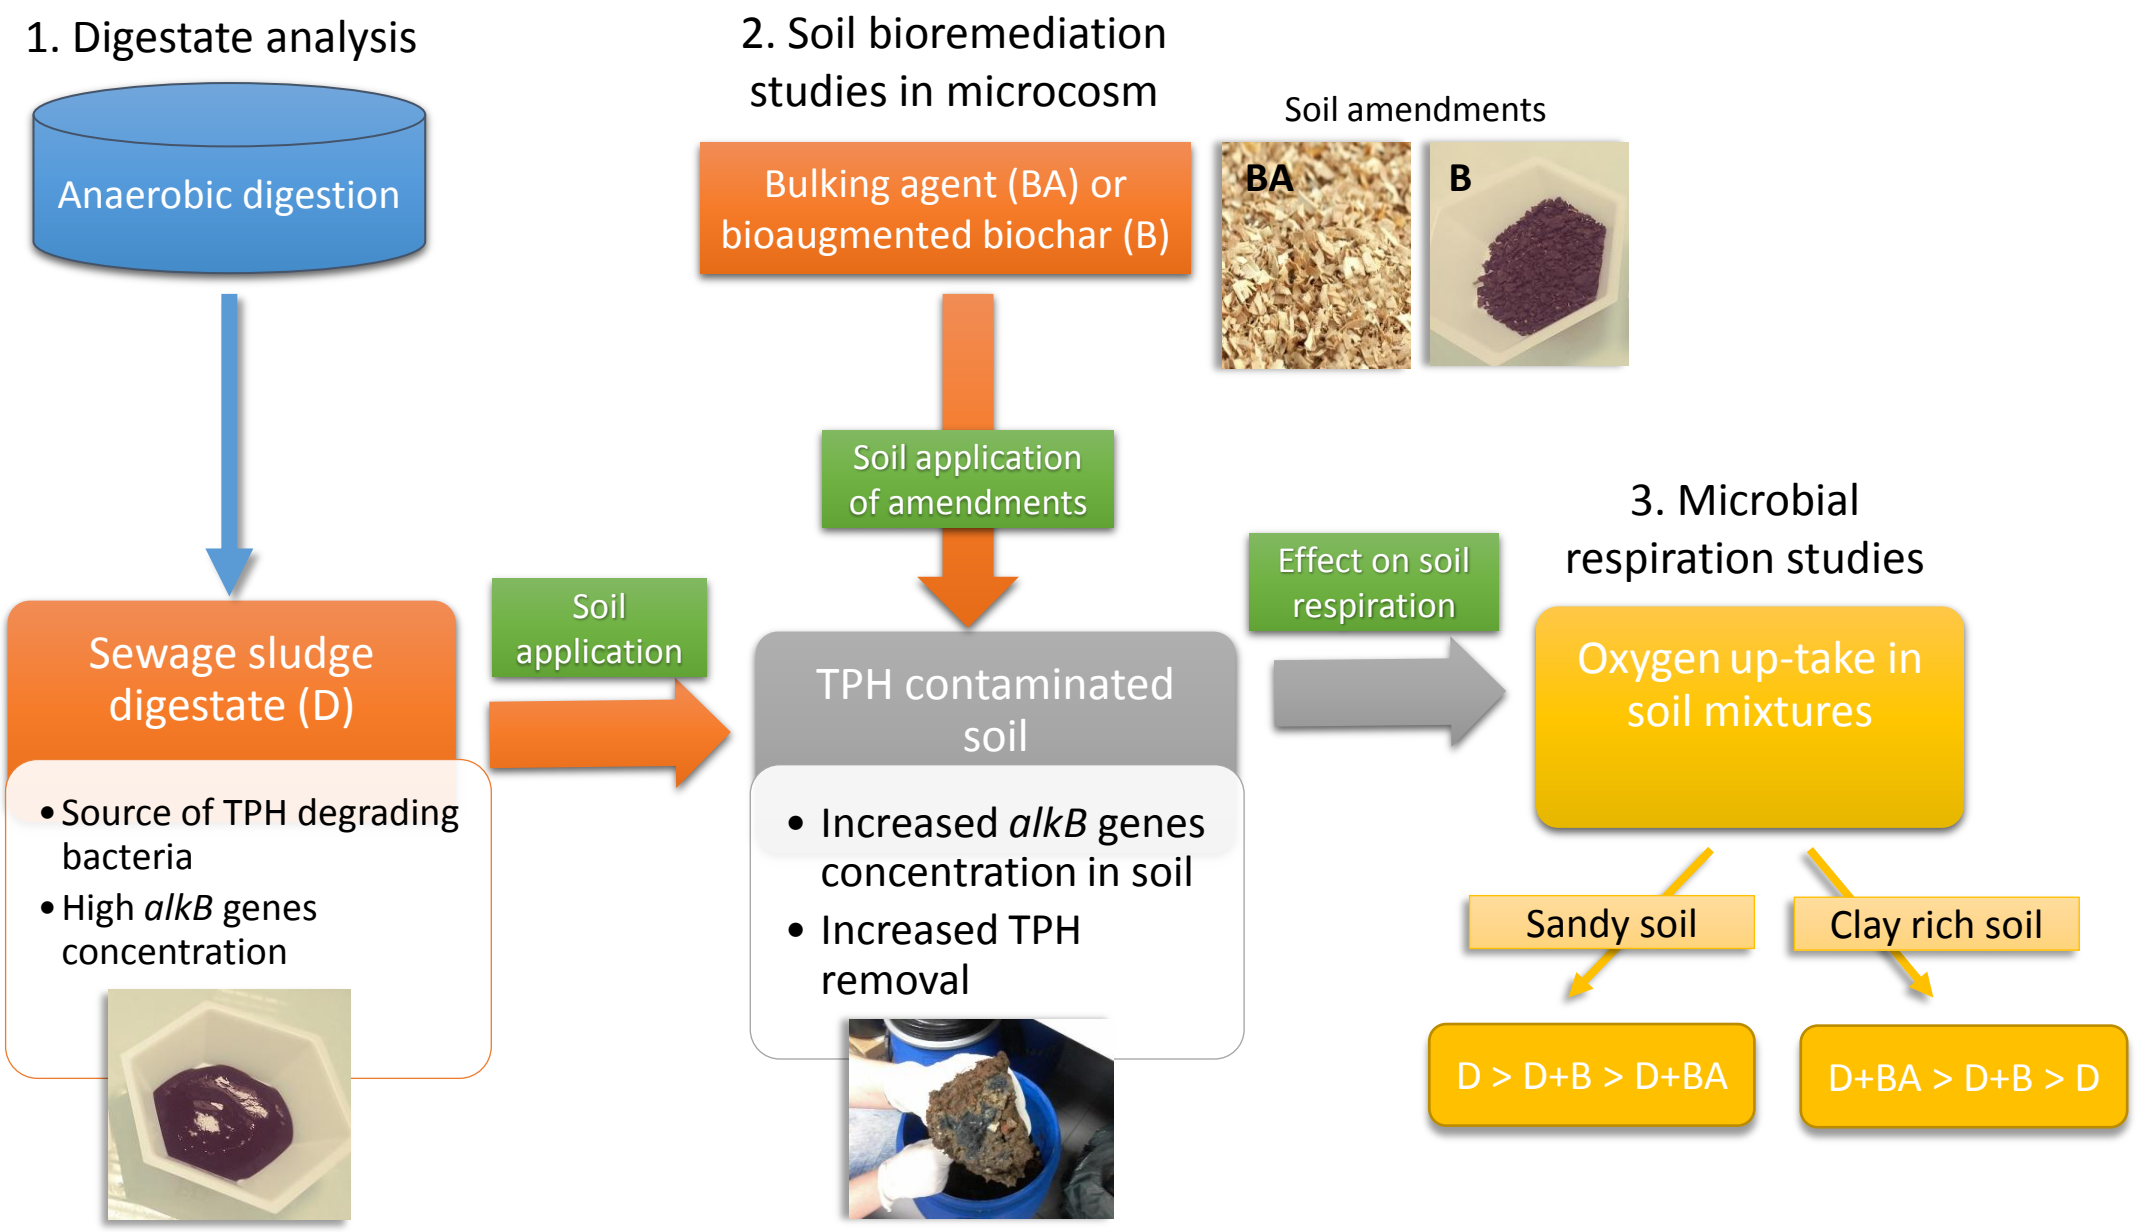 1. Digestate analysis
Anaerobic digestion
Sewage sludge
digestate (D)
• Source of TPH degrading
bacteria
• High alkB genes
concentration
Soil
application
2. Soil bioremediation
studies in microcosm
Bulking agent (BA) or
bioaugmented biochar (B)
Soil amendments
BA
B
Soil application
of amendments
TPH contaminated
soil
• Increased alkB genes
concentration in soil
• Increased TPH
removal
Effect on soil
respiration
3. Microbial
respiration studies
Oxygen up-take in
soil mixtures
Sandy soil
Clay rich soil
D > D+B > D+BA
D+BA > D+B > D